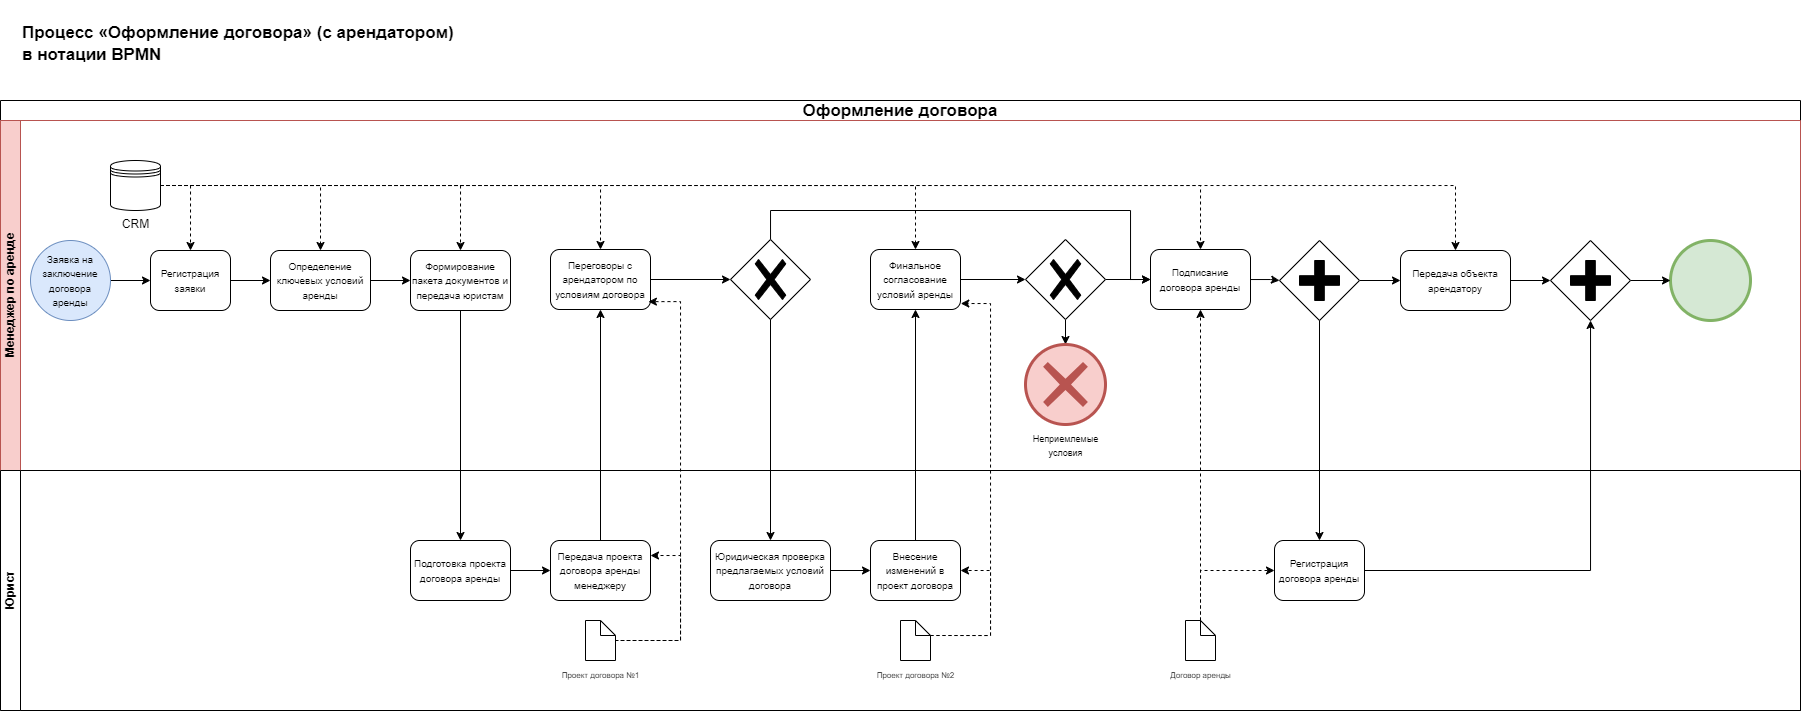 Процесс «Оформление договора» (с арендатором)
в нотации BPMN
Оформление договора
Менеджер по аренде
CRM
Заявка на
заключение
договора
аренды
Регистрация
заявки
Определение
ключевых условий
аренды
Формирование
пакета документов и
передача юристам
Переговоры с
арендатором по
условиям договора
Финальное
согласование
условий аренды
Неприемлемые
условия
Подписание
договора аренды
Передача объекта
арендатору
Юрист
Подготовка проекта
договора аренды
Передача проекта
договора аренды
менеджеру
Юридическая проверка
предлагаемых условий
договора
Внесение
изменений в
проект договора
Регистрация
договора аренды
Проект договора №1
Проект договора №2
Договор аренды